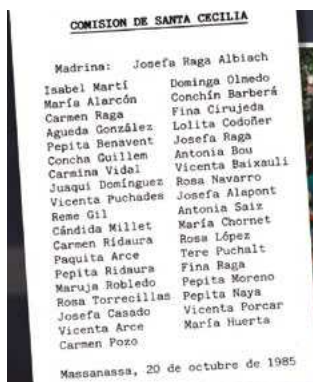 COMISION DE SANTA CECILIA
Madrina: Josefa Raga Albiach
Isabel Martí
María Alarcón
Carmen Raga
Agueda González
Pepita Benavent
Concha Guillem
Carmina Vidal
Juaqui Domínguez
Vicenta Puchades
Reme Gil
Cándida Millet
Carmen Ridaura
Paquita Arce
Pepita Ridaura
Maruja Robledo
Rosa Torrecillas
Josefa Casado
Vicenta Arce
Carmen Pozo
Dominga Olmedo
Conchín Barberá
Fina Cirujeda
Lolita Codoñer
Josefa Raga
Antonia Bou
Vicenta Baixauli
Rosa Navarro
Josefa Alapont
Antonia Saiz
María Chornet
Rosa López
Tere Puchalt
Fina Raga
Pepita Moreno
Pepita Naya
Vicenta Porcar
María Huerta
Massanassa, 20 de octubre de 1985